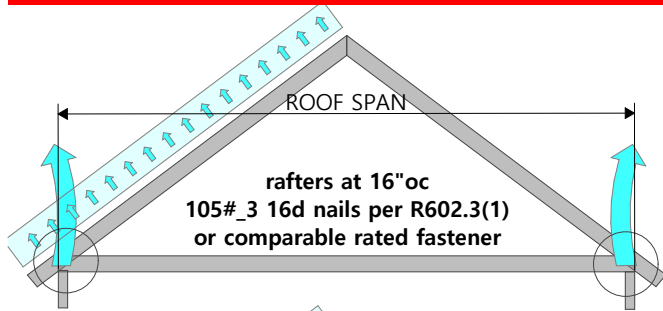 ROOF SPAN
rafters at 16"oc
105#_3 16d nails per R602.3(1)
or comparable rated fastener